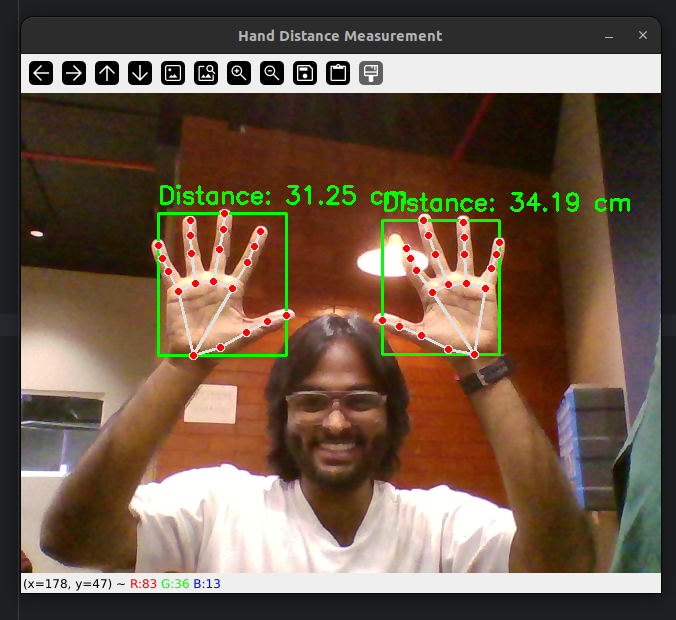 Hand Distance Measurement
Distance: 31.25 cm
Distance: 34.19 cm
(x=178, y=47) ~ R:83 G:36 B:13